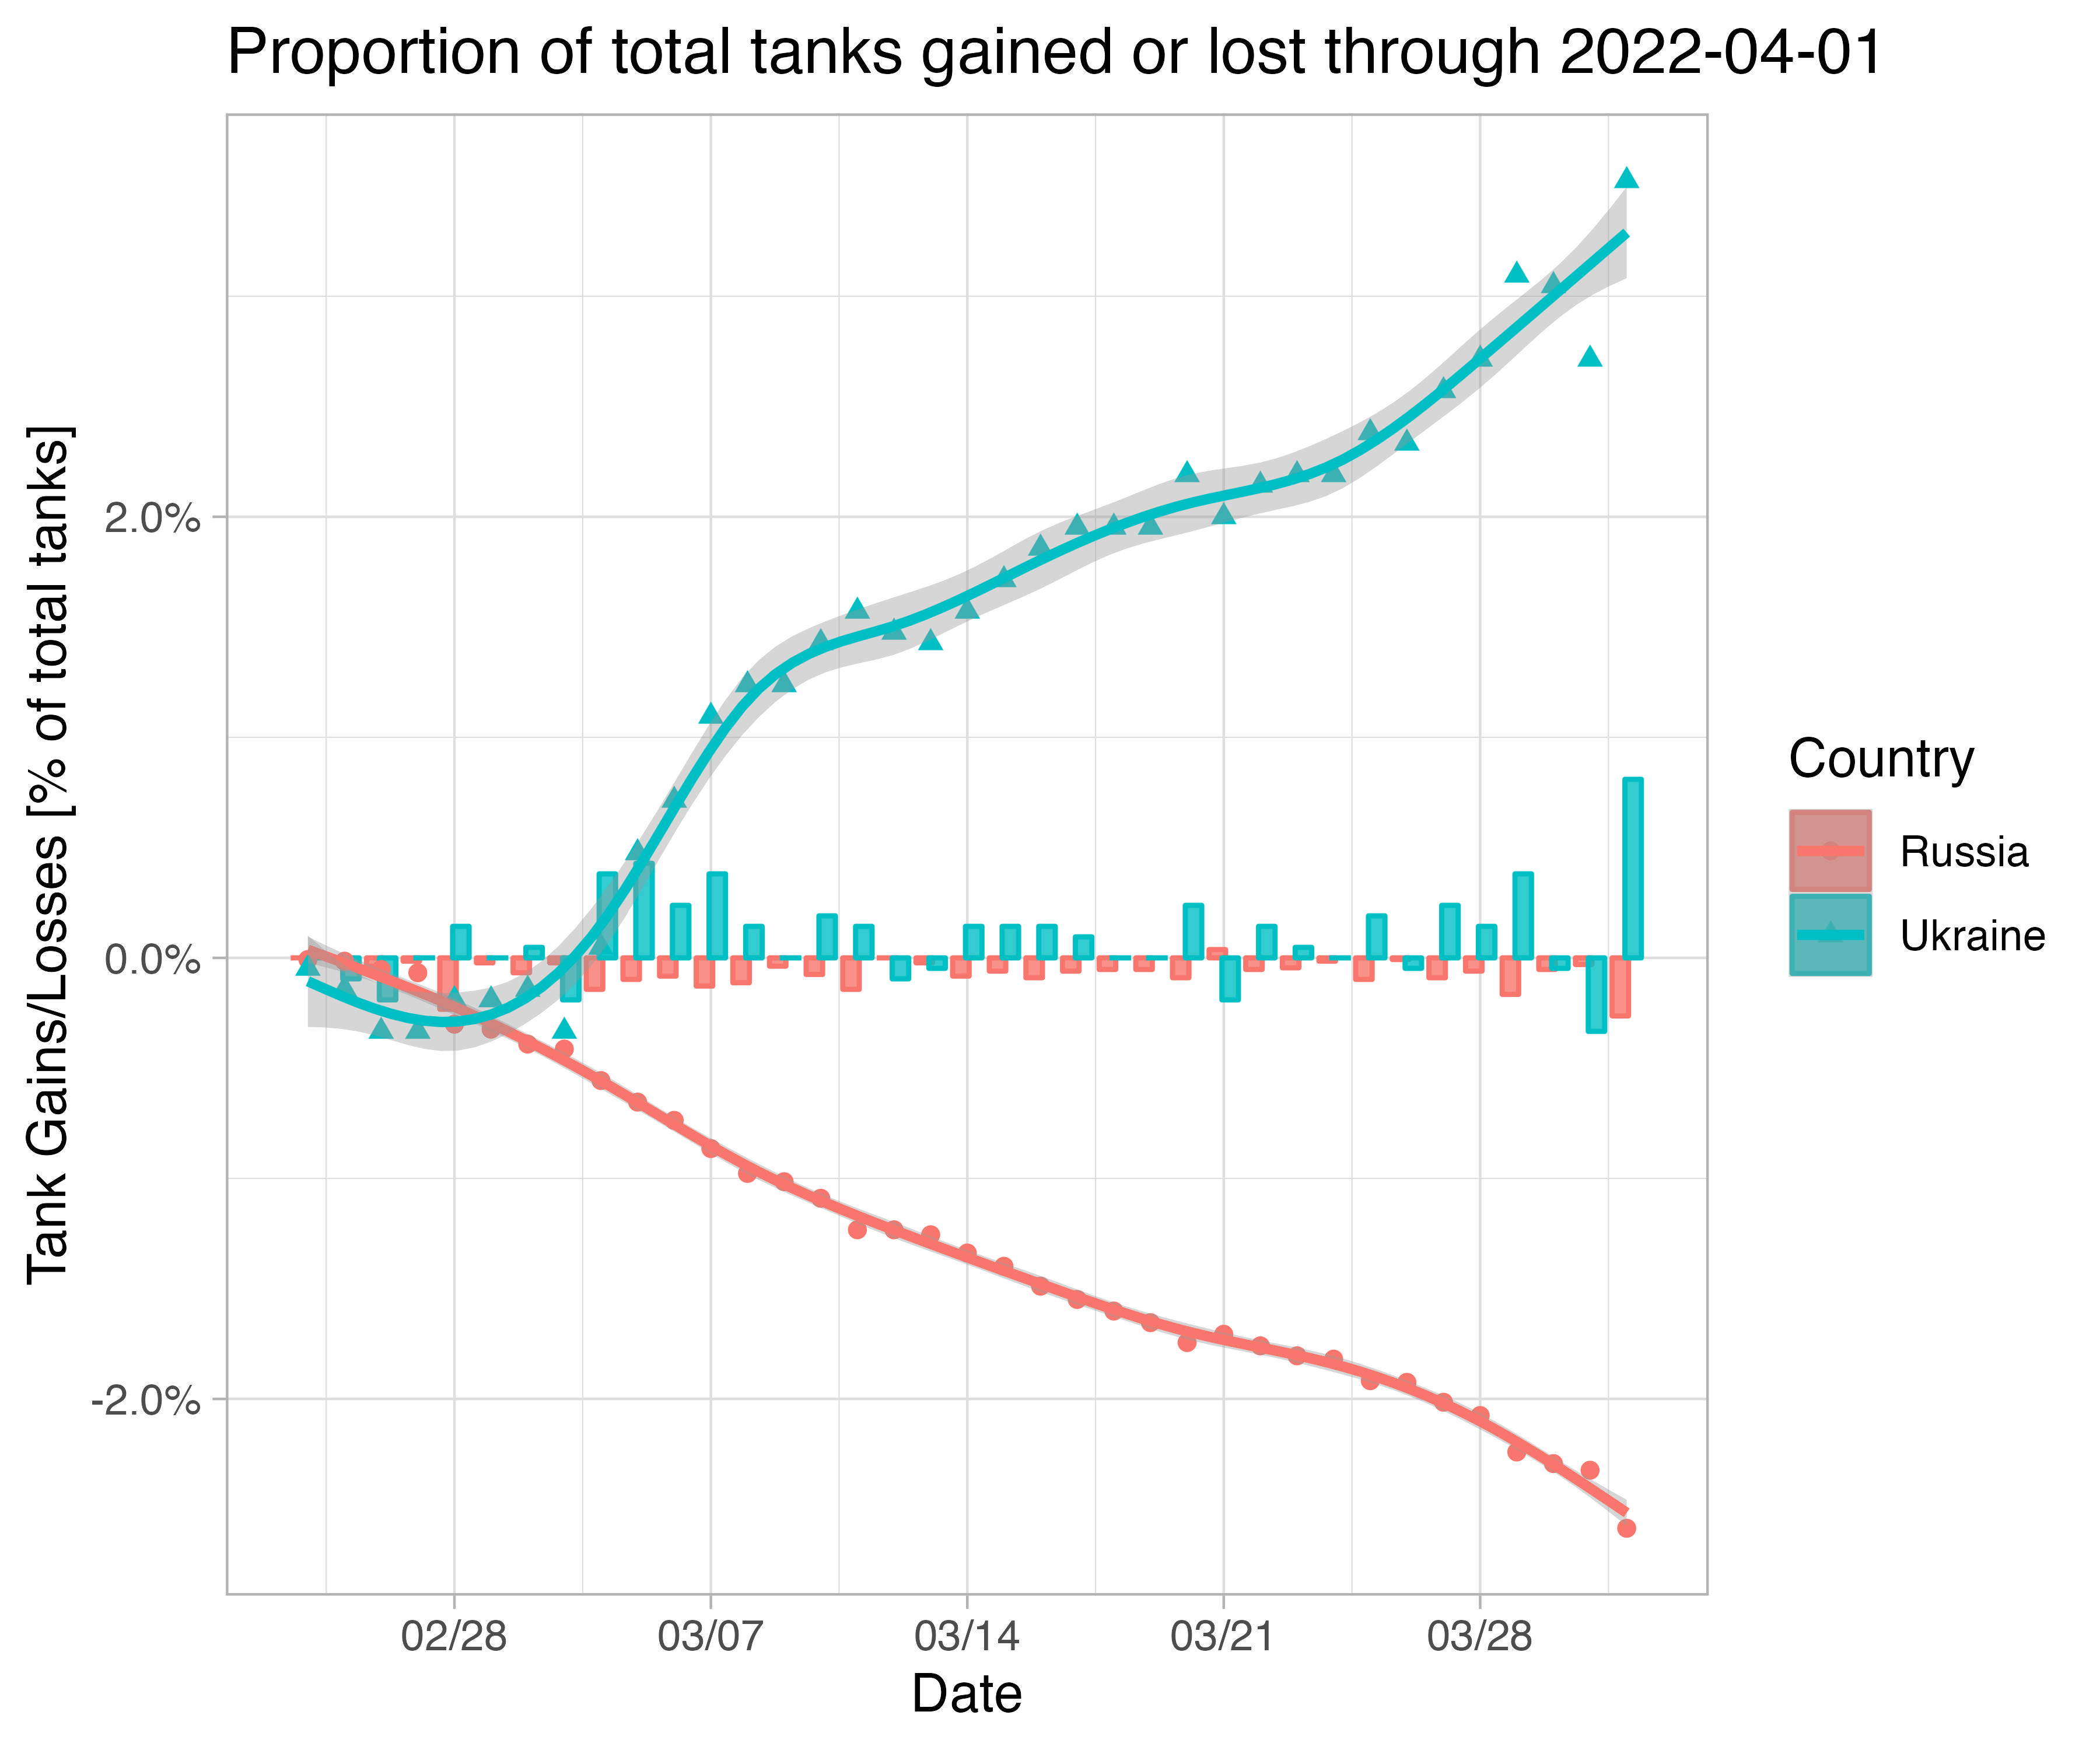 Proportion of total tanks gained or lost through 2022-04-01
Tank Gains/Losses [% of total tanks]
2.0%
0.0%
-2.0%
02/28
03/07
03/14
03/21
03/28
Date
Country
Russia
Ukraine